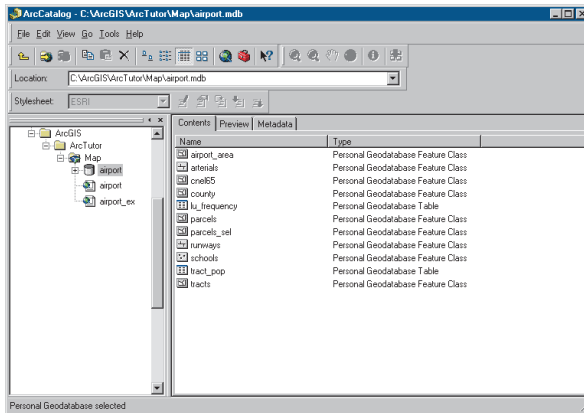 ArcCatalog - C:\ArcGIS\ArcTutor\Map\airport.mdb
File Edit View Go Tools Help
Location: C:\ArcGIS\ArcTutor\Map\airport.mdb
Stylesheet: ESRI
Contents Preview Metadata
ArcGIS
ArcTutor
Map
airport
airport
airport_ex
Name Type
airport_area Personal Geodatabase Feature Class
arterials Personal Geodatabase Feature Class
cnel65 Personal Geodatabase Feature Class
county Personal Geodatabase Feature Class
lu_frequency Personal Geodatabase Table
parcels Personal Geodatabase Feature Class
parcels_sel Personal Geodatabase Feature Class
runways Personal Geodatabase Feature Class
schools Personal Geodatabase Feature Class
tract_pop Personal Geodatabase Table
tracts Personal Geodatabase Feature Class
Personal Geodatabase selected